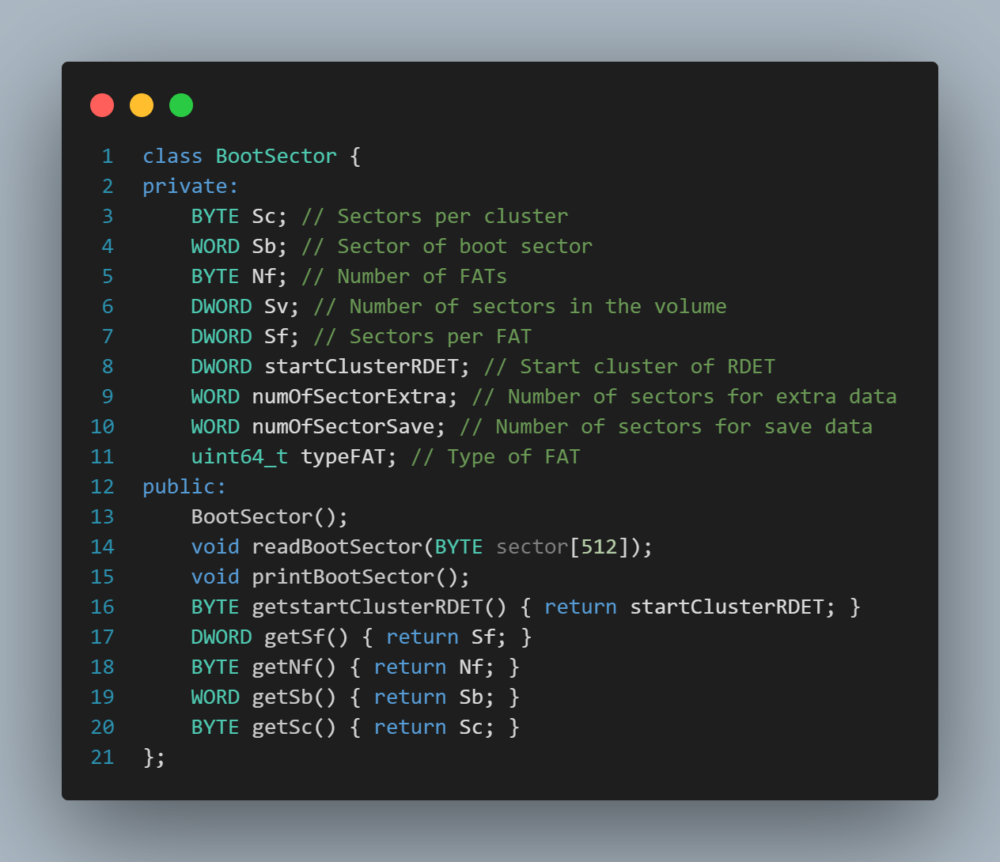 1 class BootSector {
2 private:
3     BYTE Sc; // Sectors per cluster
4     WORD Sb; // Sector of boot sector
5     BYTE Nf; // Number of FATs
6     DWORD Sv; // Number of sectors in the volume
7     DWORD Sf; // Sectors per FAT
8     DWORD startClusterRDET; // Start cluster of RDET
9     WORD numOfSectorExtra; // Number of sectors for extra data
10     WORD numOfSectorSave; // Number of sectors for save data
11     uint64_t typeFAT; // Type of FAT
12 public:
13     BootSector();
14     void readBootSector(BYTE sector[512]);
15     void printBootSector();
16     BYTE getstartClusterRDET() { return startClusterRDET; }
17     DWORD getSf() { return Sf; }
18     BYTE getNf() { return Nf; }
19     WORD getSb() { return Sb; }
20     BYTE getSc() { return Sc; }
21 };